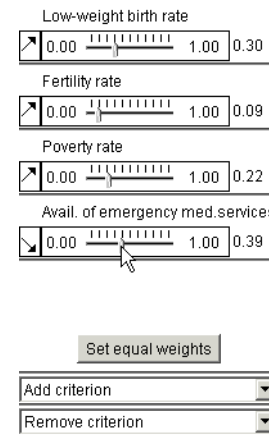 Low-weight birth rate
0.00 1.00 0.30
Fertility rate
0.00 1.00 0.09
Poverty rate
0.00 1.00 0.22
Avail. of emergency med.services
0.00 1.00 0.39
Set equal weights
Add criterion
Remove criterion